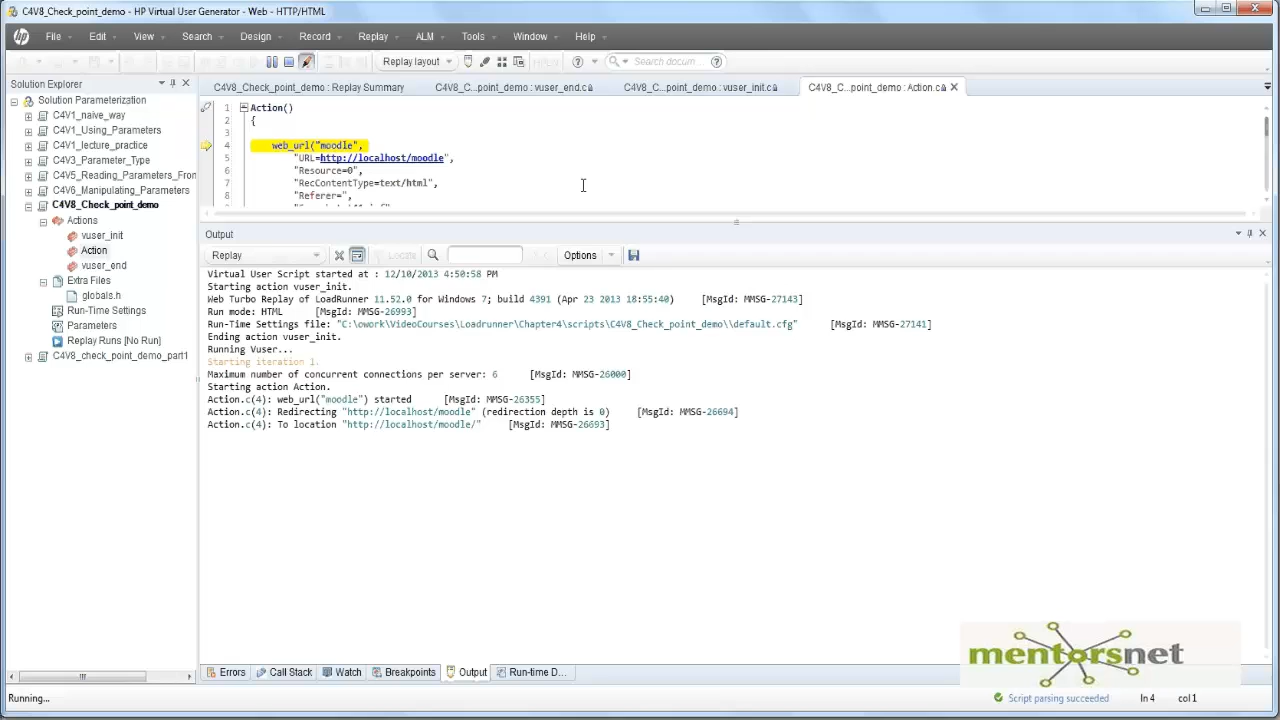 C4V8_Check_point_demo - HP Virtual User Generator - Web - HTTP/HTML
hp File Edit View Search Design Record Replay ALM Tools Window Help
Replay layout Search docum...
Solution Explorer
C4V8_Check_point_demo : Replay Summary
C4V8_C...point_demo : vuser_end.c
C4V8_C...point_demo : vuser_init.c
C4V8_C...point_demo : Action.c
Solution Parameterization
C4V1_naive_way
C4V1_Using_Parameters
C4V1_lecture_practice
C4V3_Parameter_Type
C4V5_Reading_Parameters_Fron
C4V6_Manipulating_Parameters
C4V8_Check_point_demo
Actions
vuser_init
Action
vuser_end
Extra Files
globals.h
Run-Time Settings
Parameters
Replay Runs [No Run]
C4V8_check_point_demo_part1
1 Action()
2 {
3
4 web_url("moodle",
5 "URL=http://localhost/moodle",
6 "Resource=0",
7 "RecContentType=text/html",
8 "Referer=",
Output
Replay Locate Options
Virtual User Script started at : 12/10/2013 4:50:58 PM
Starting action vuser_init.
Web Turbo Replay of LoadRunner 11.52.0 for Windows 7; build 4391 (Apr 23 2013 18:55:40) [MsgId: MMSG-27143]
Run mode: HTML [MsgId: MMSG-26993]
Run-Time Settings file: "C:\owork\VideoCourses\Loadrunner\Chapter4\scripts\C4V8_Check_point_demo\\default.cfg" [MsgId: MMSG-27141]
Ending action vuser_init.
Running Vuser...
Starting iteration 1.
Maximum number of concurrent connections per server: 6 [MsgId: MMSG-26000]
Starting action Action.
Action.c(4): web_url("moodle") started [MsgId: MMSG-26355]
Action.c(4): Redirecting "http://localhost/moodle" (redirection depth is 0) [MsgId: MMSG-26694]
Action.c(4): To location "http://localhost/moodle/" [MsgId: MMSG-26693]
mentorsnet
Errors Call Stack Watch Breakpoints Output Run-time D...
Running... Script parsing succeeded ln 4 col 1